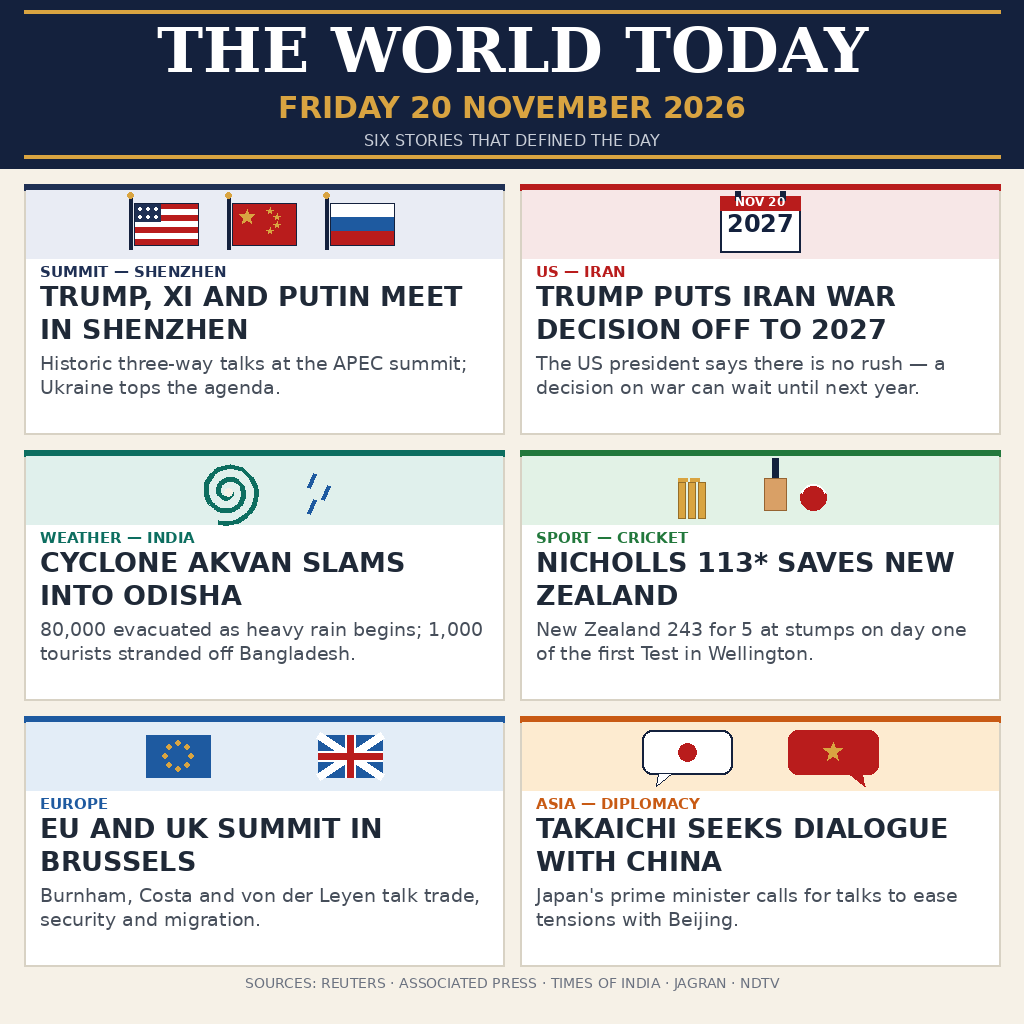 THE WORLD TODAY
FRIDAY 20 NOVEMBER 2026
SIX STORIES THAT DEFINED THE DAY
SUMMIT — SHENZHEN
TRUMP, XI AND PUTIN MEET
IN SHENZHEN
Historic three-way talks at the APEC summit;
Ukraine tops the agenda.
NOV 20
2027
US — IRAN
TRUMP PUTS IRAN WAR
DECISION OFF TO 2027
The US president says there is no rush — a
decision on war can wait until next year.
WEATHER — INDIA
CYCLONE AKVAN SLAMS
INTO ODISHA
80,000 evacuated as heavy rain begins; 1,000
tourists stranded off Bangladesh.
SPORT — CRICKET
NICHOLLS 113* SAVES NEW
ZEALAND
New Zealand 243 for 5 at stumps on day one
of the first Test in Wellington.
EUROPE
EU AND UK SUMMIT IN
BRUSSELS
Burnham, Costa and von der Leyen talk trade,
security and migration.
ASIA — DIPLOMACY
TAKAICHI SEEKS DIALOGUE
WITH CHINA
Japan's prime minister calls for talks to ease
tensions with Beijing.
SOURCES: REUTERS · ASSOCIATED PRESS · TIMES OF INDIA · JAGRAN · NDTV